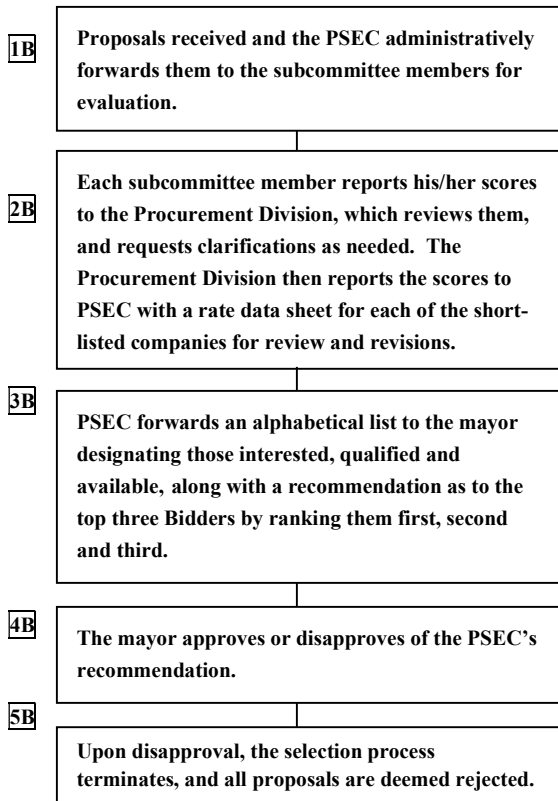 1B
Proposals received and the PSEC administratively
forwards them to the subcommittee members for
evaluation.
2B
Each subcommittee member reports his/her scores
to the Procurement Division, which reviews them,
and requests clarifications as needed.  The
Procurement Division then reports the scores to
PSEC with a rate data sheet for each of the short-
listed companies for review and revisions.
3B
PSEC forwards an alphabetical list to the mayor
designating those interested, qualified and
available, along with a recommendation as to the
top three Bidders by ranking them first, second
and third.
4B
The mayor approves or disapproves of the PSEC’s
recommendation.
5B
Upon disapproval, the selection process
terminates, and all proposals are deemed rejected.